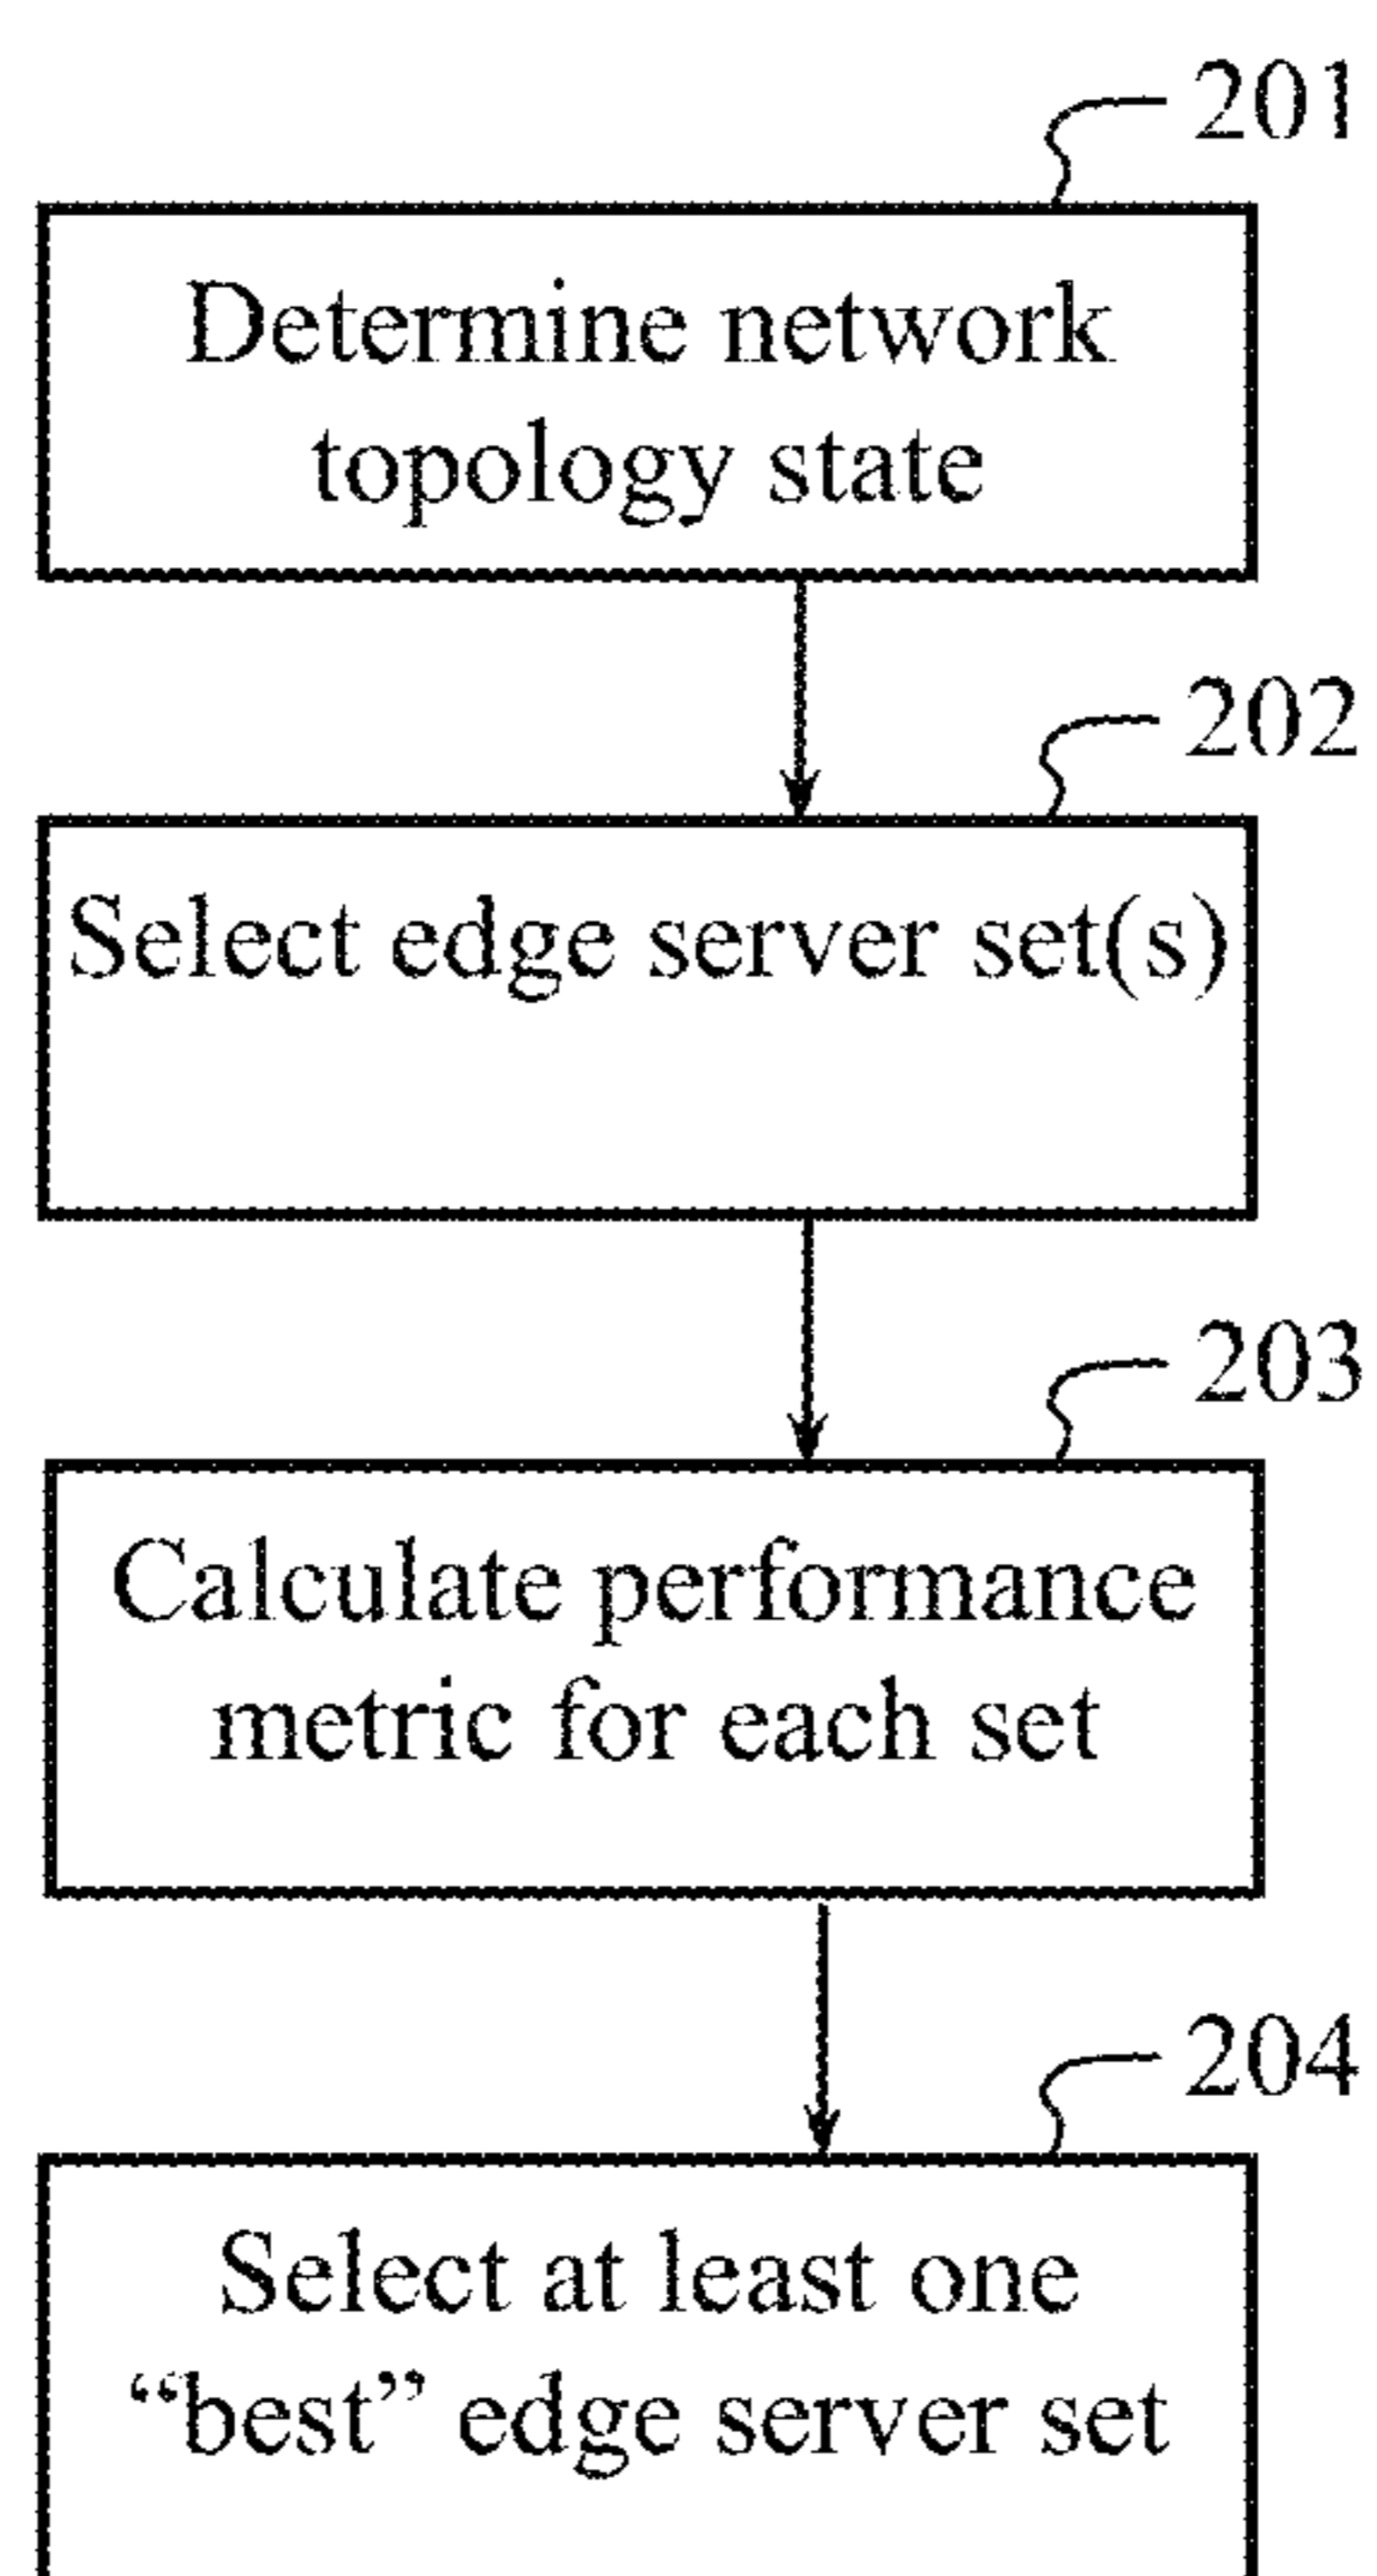 201
Determine network
topology state
202
Select edge server set(s)
203
Calculate performance
metric for each set
204
Select at least one
“best” edge server set